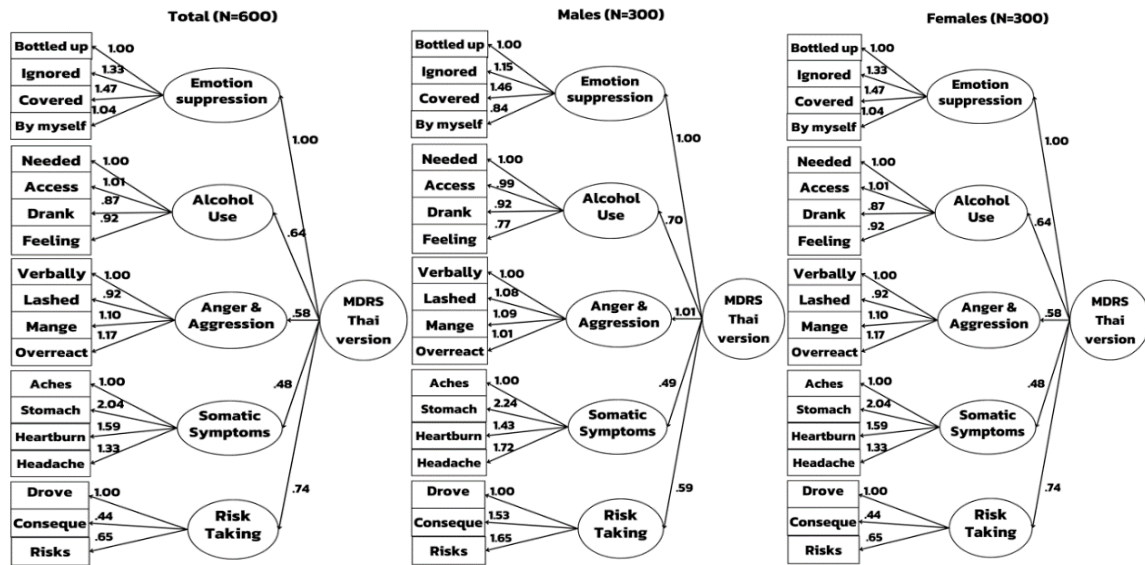 Total (N=600)
Bottled up
Ignored
Covered
By myself
1.00
1.33
1.47
1.04
Emotion
suppression
1.00
Needed
Access
Drank
Feeling
1.00
1.01
.87
.92
Alcohol
Use
.64
Verbally
Lashed
Mange
Overreact
1.00
.92
1.10
1.17
Anger &
Aggression
.58
MDRS
Thai
version
Aches
Stomach
Heartburn
Headache
1.00
2.04
1.59
1.33
Somatic
Symptoms
.48
Drove
Conseque
Risks
1.00
.44
.65
Risk
Taking
.74
Males (N=300)
Bottled up
Ignored
Covered
By myself
1.00
1.15
1.46
.84
Emotion
suppression
1.00
Needed
Access
Drank
Feeling
1.00
.99
.92
.77
Alcohol
Use
.70
Verbally
Lashed
Mange
Overreact
1.00
1.08
1.09
1.01
Anger &
Aggression
1.01
MDRS
Thai
version
Aches
Stomach
Heartburn
Headache
1.00
2.24
1.43
1.72
Somatic
Symptoms
.49
Drove
Conseque
Risks
1.00
1.53
1.65
Risk
Taking
.59
Females (N=300)
Bottled up
Ignored
Covered
By myself
1.00
1.33
1.47
1.04
Emotion
suppression
1.00
Needed
Access
Drank
Feeling
1.00
1.01
.87
.92
Alcohol
Use
.64
Verbally
Lashed
Mange
Overreact
1.00
.92
1.10
1.17
Anger &
Aggression
.58
MDRS
Thai
version
Aches
Stomach
Heartburn
Headache
1.00
2.04
1.59
1.33
Somatic
Symptoms
.48
Drove
Conseque
Risks
1.00
.44
.65
Risk
Taking
.74